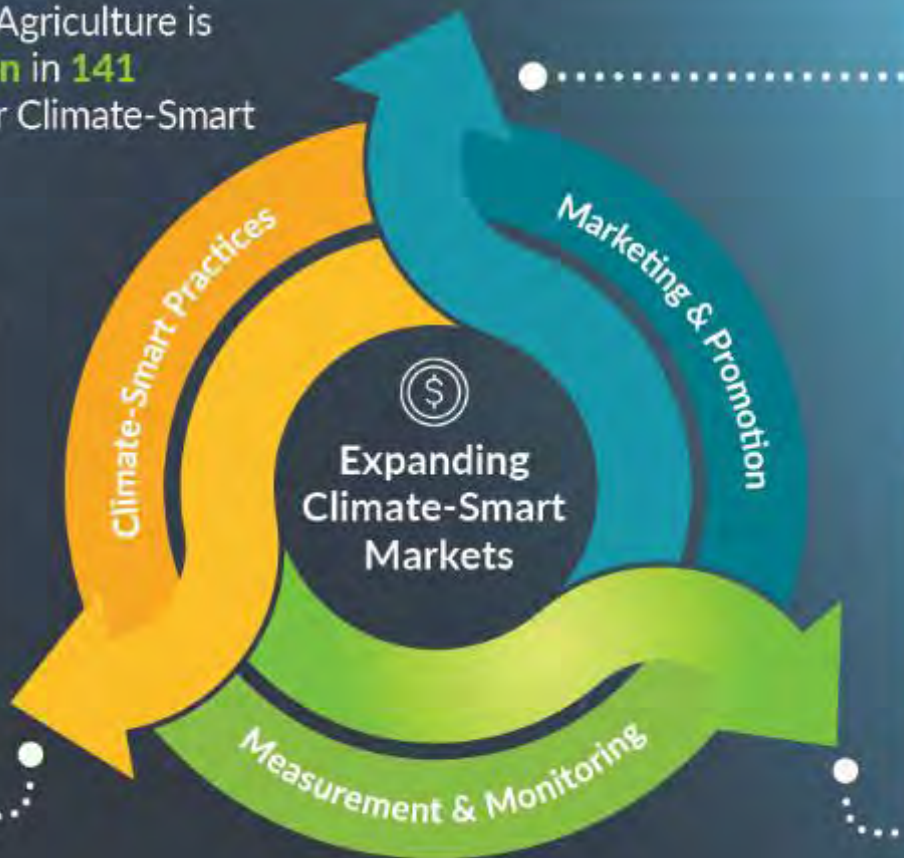 Agriculture is
n in 141
r Climate-Smart
Climate-Smart Practices
Marketing & Promotion
$
Expanding
Climate-Smart
Markets
Measurement & Monitoring